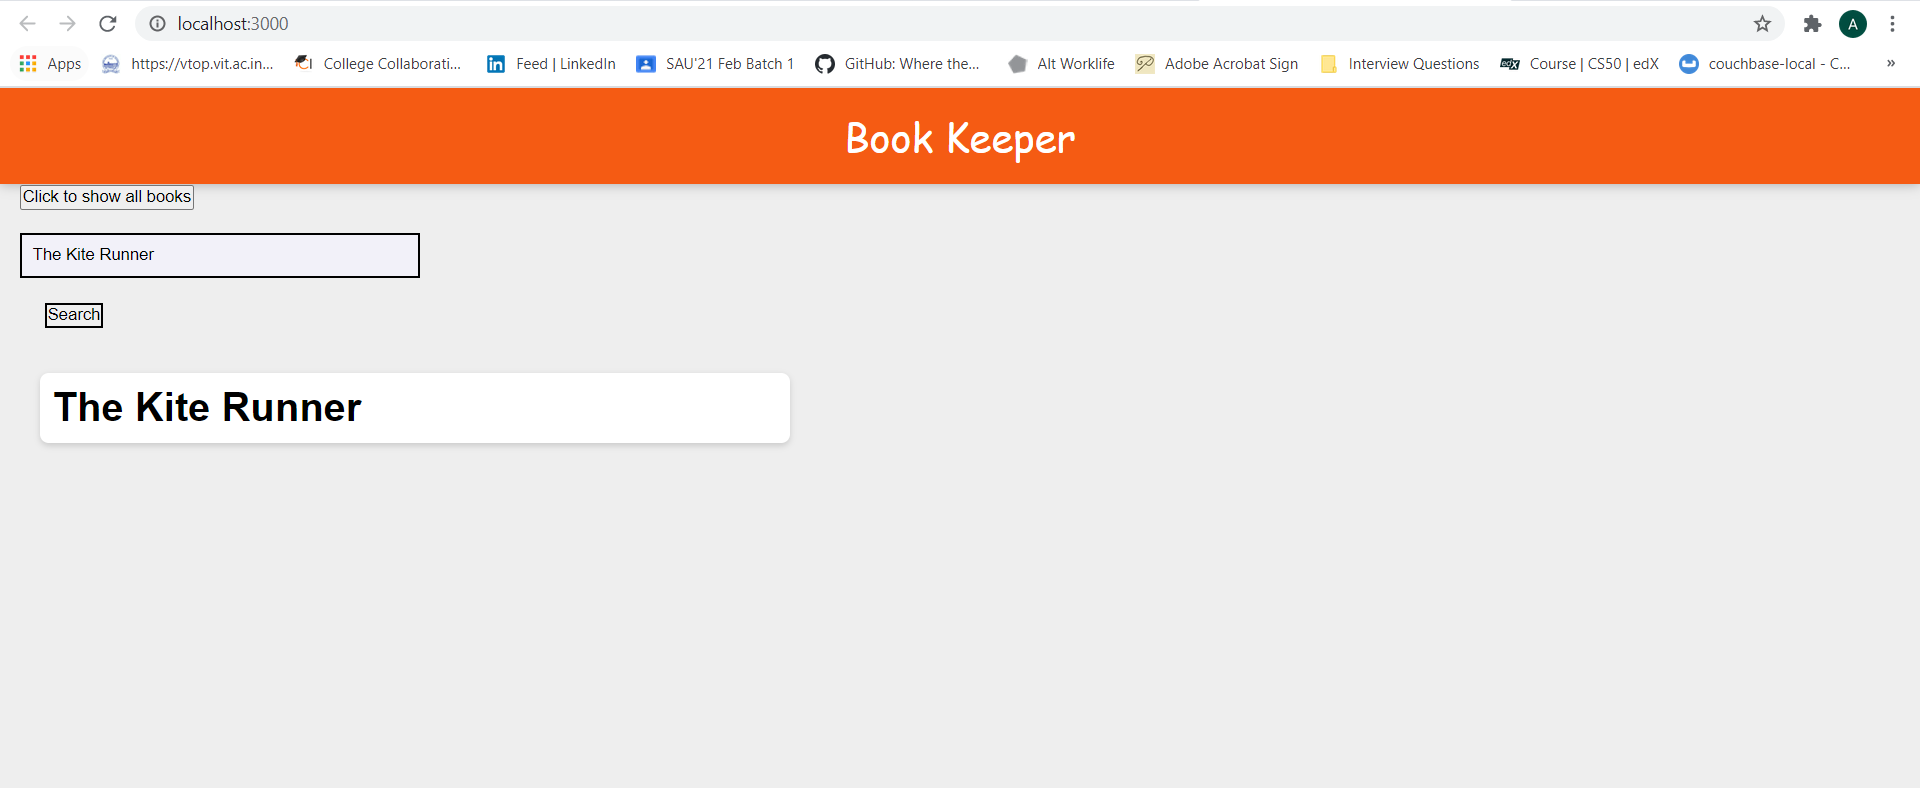 localhost:3000
A
Apps https://vtop.vit.ac.in... College Collaborati... Feed | LinkedIn SAU'21 Feb Batch 1 GitHub: Where the... Alt Worklife Adobe Acrobat Sign Interview Questions edX Course | CS50 | edX couchbase-local - C... »
Book Keeper
Click to show all books
The Kite Runner
Search
The Kite Runner